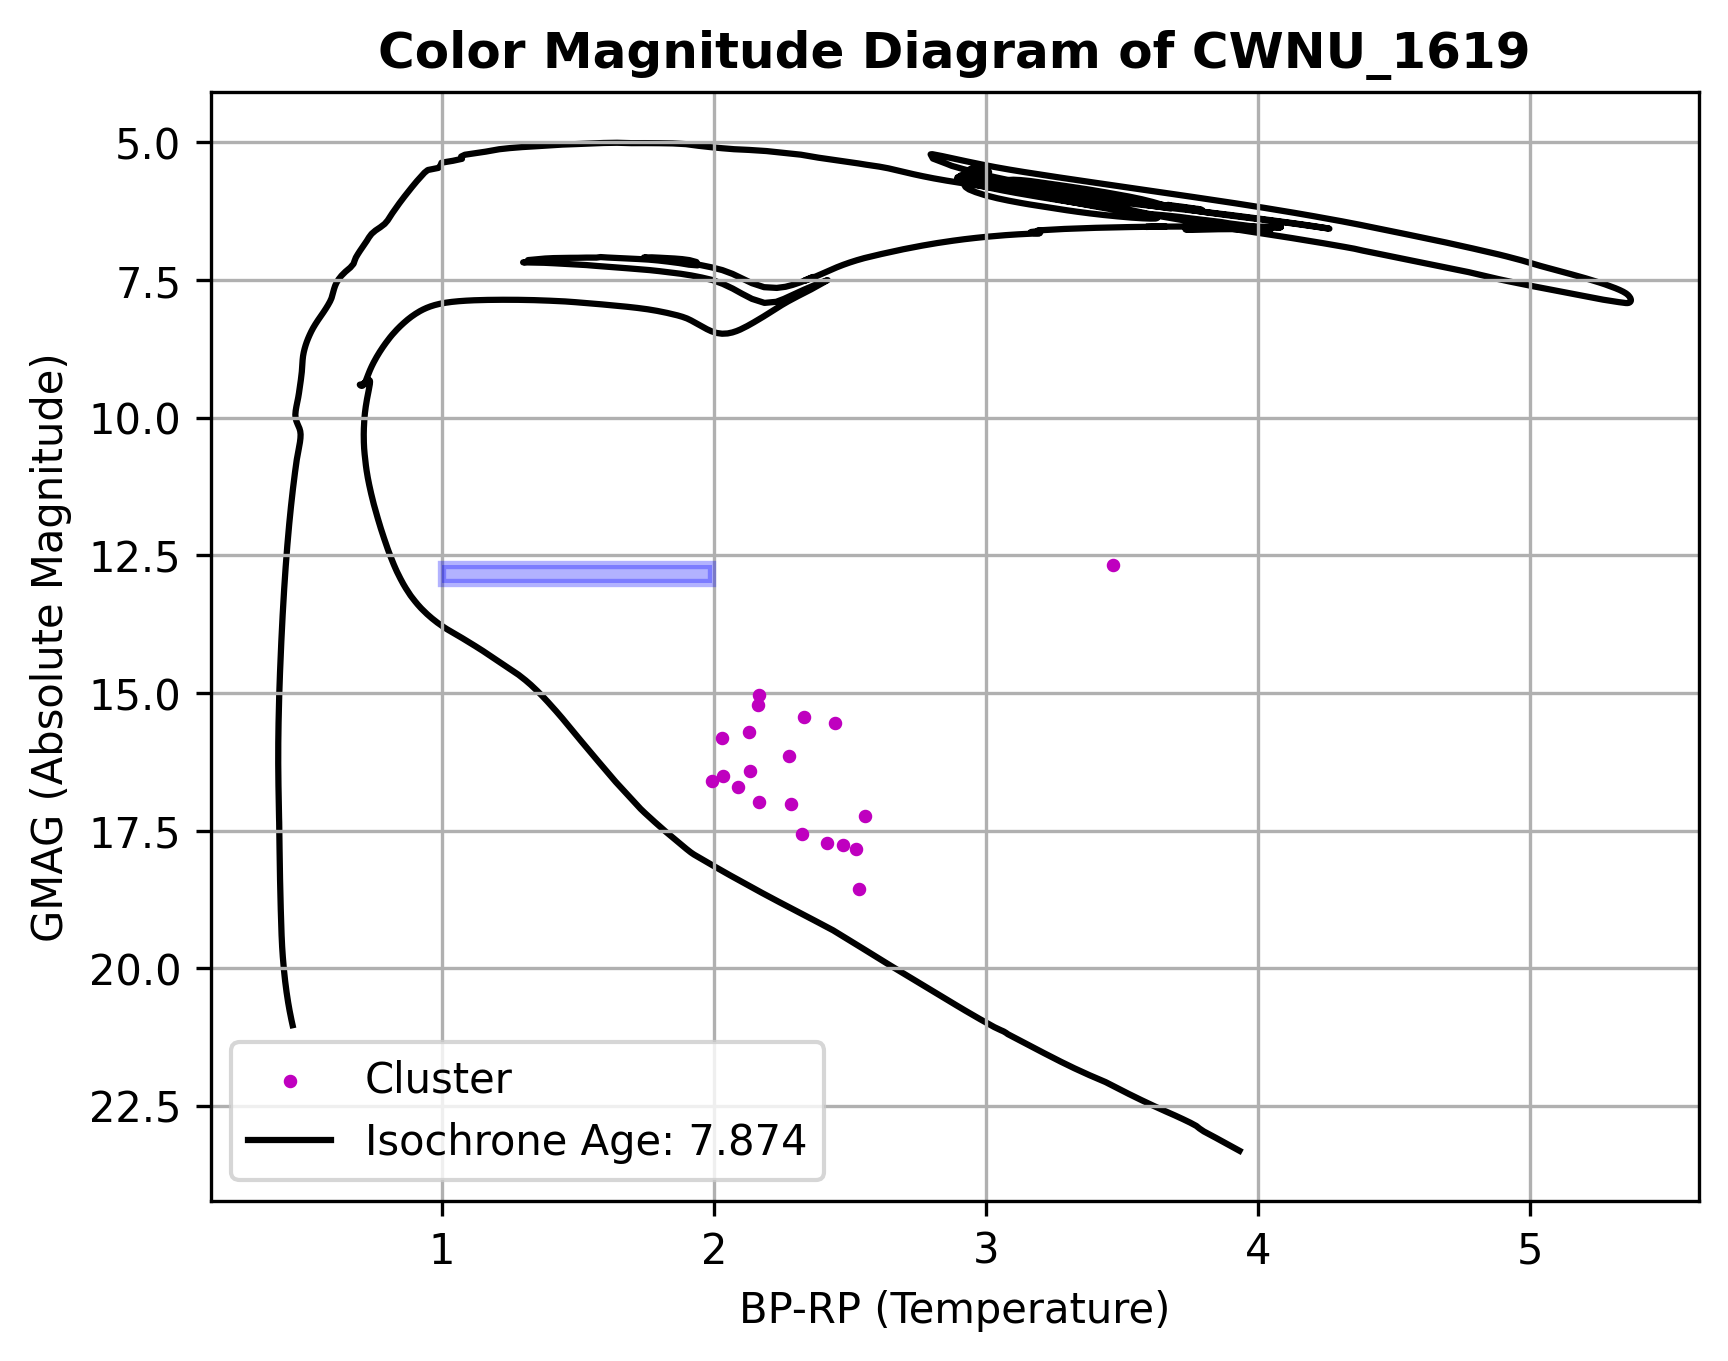 Color Magnitude Diagram of CWNU_1619
GMAG (Absolute Magnitude)
5.0
7.5
10.0
12.5
15.0
17.5
20.0
22.5
Cluster
Isochrone Age: 7.874
1 2 3 4 5
BP-RP (Temperature)